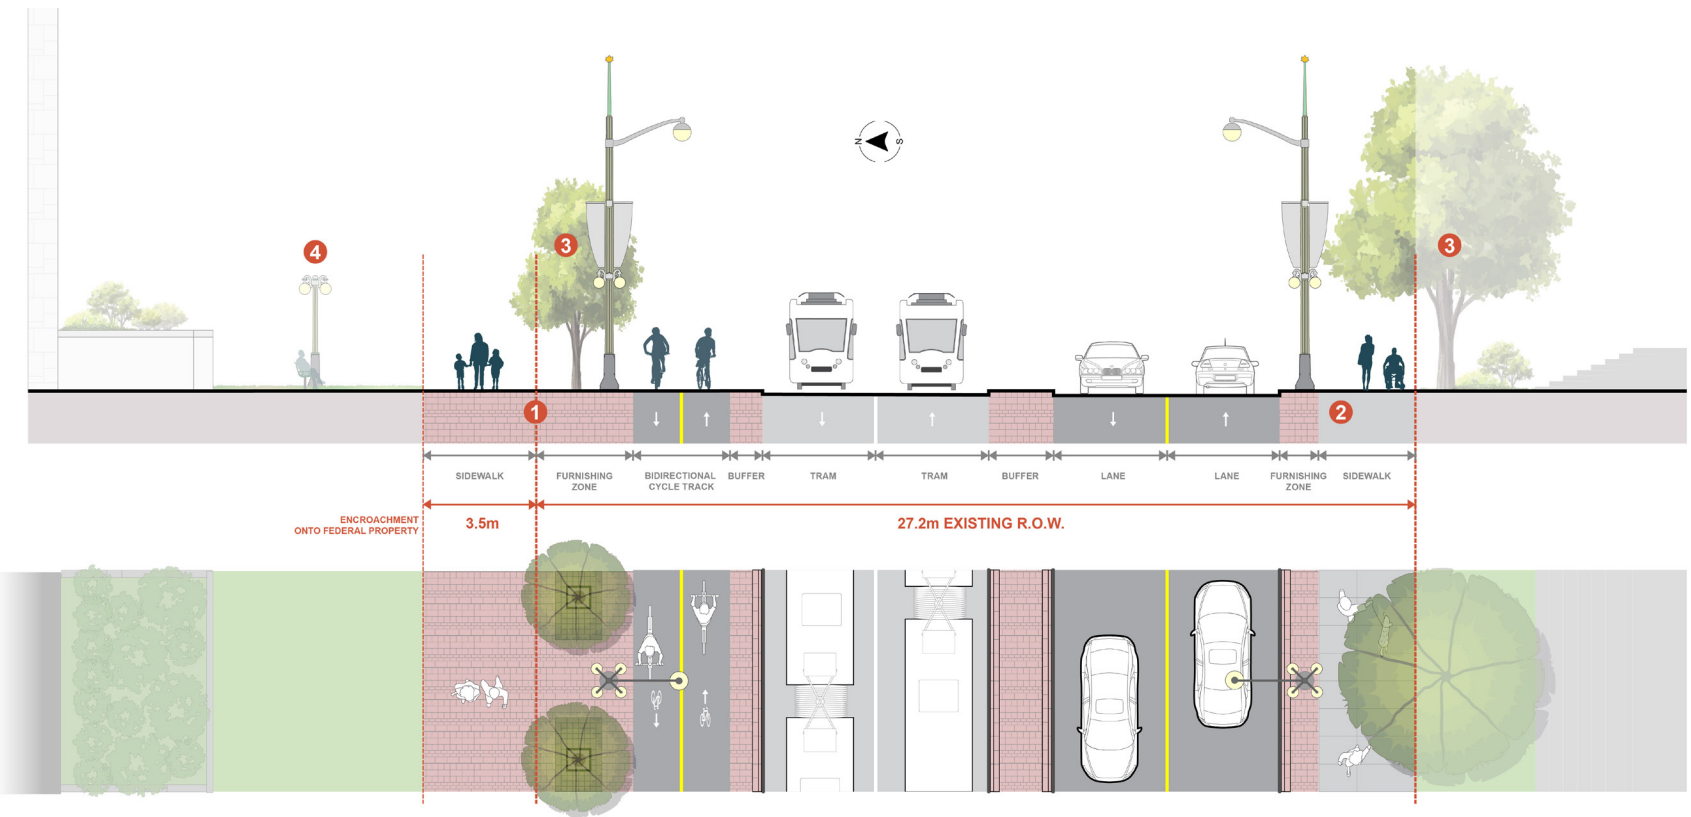 N
S
4
3
3
1
2
SIDEWALK
FURNISHING
ZONE
BIDIRECTIONAL
CYCLE TRACK
BUFFER
TRAM
TRAM
BUFFER
LANE
LANE
FURNISHING
ZONE
SIDEWALK
ENCROACHMENT
ONTO FEDERAL PROPERTY
3.5m
27.2m EXISTING R.O.W.